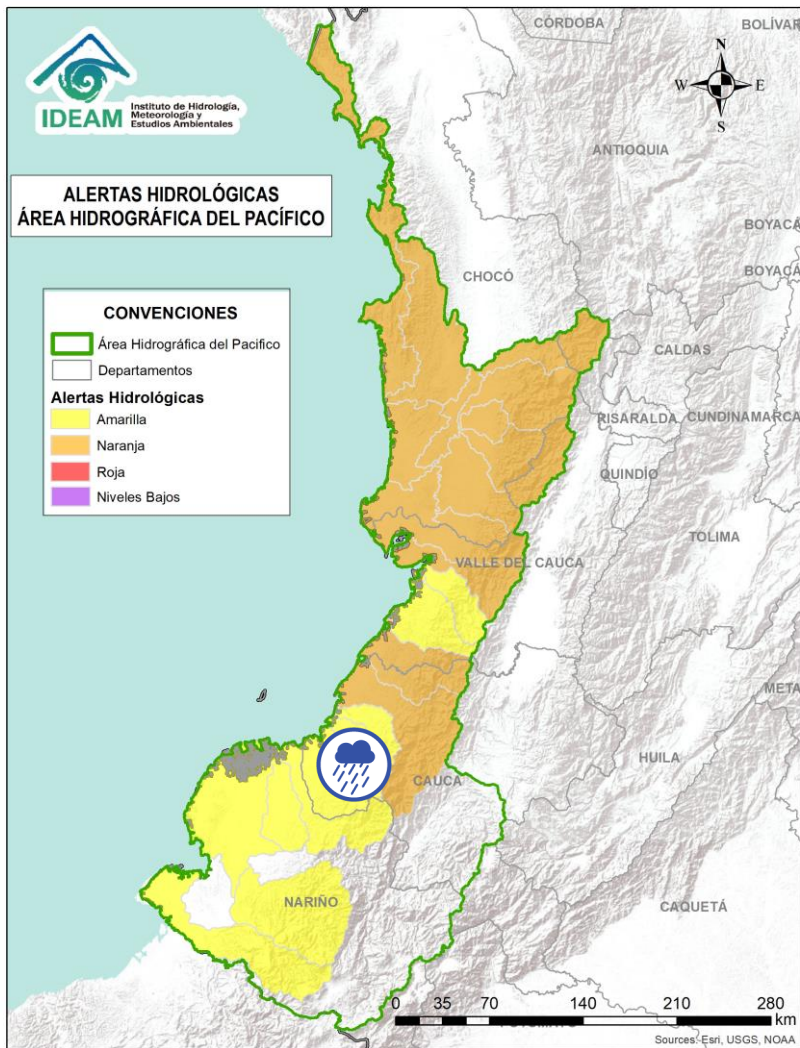 IDEAM
Instituto de Hidrología,
Meteorología y
Estudios Ambientales
ALERTAS HIDROLÓGICAS
ÁREA HIDROGRÁFICA DEL PACÍFICO
CONVENCIONES
Área Hidrográfica del Pacifico
Departamentos
Alertas Hidrológicas
Amarilla
Naranja
Roja
Niveles Bajos
N
W E
S
CÓRDOBA
BOLÍVAR
ANTIOQUIA
BOYACÁ
BOYACÁ
CHOCÓ
CALDAS
RISARALDA
CUNDINAMARCA
QUINDÍO
TOLIMA
VALLE DEL CAUCA
META
HUILA
CAUCA
NARIÑO
CAQUETÁ
0 35 70 140 210 280
km
Sources: Esri, USGS, NOAA